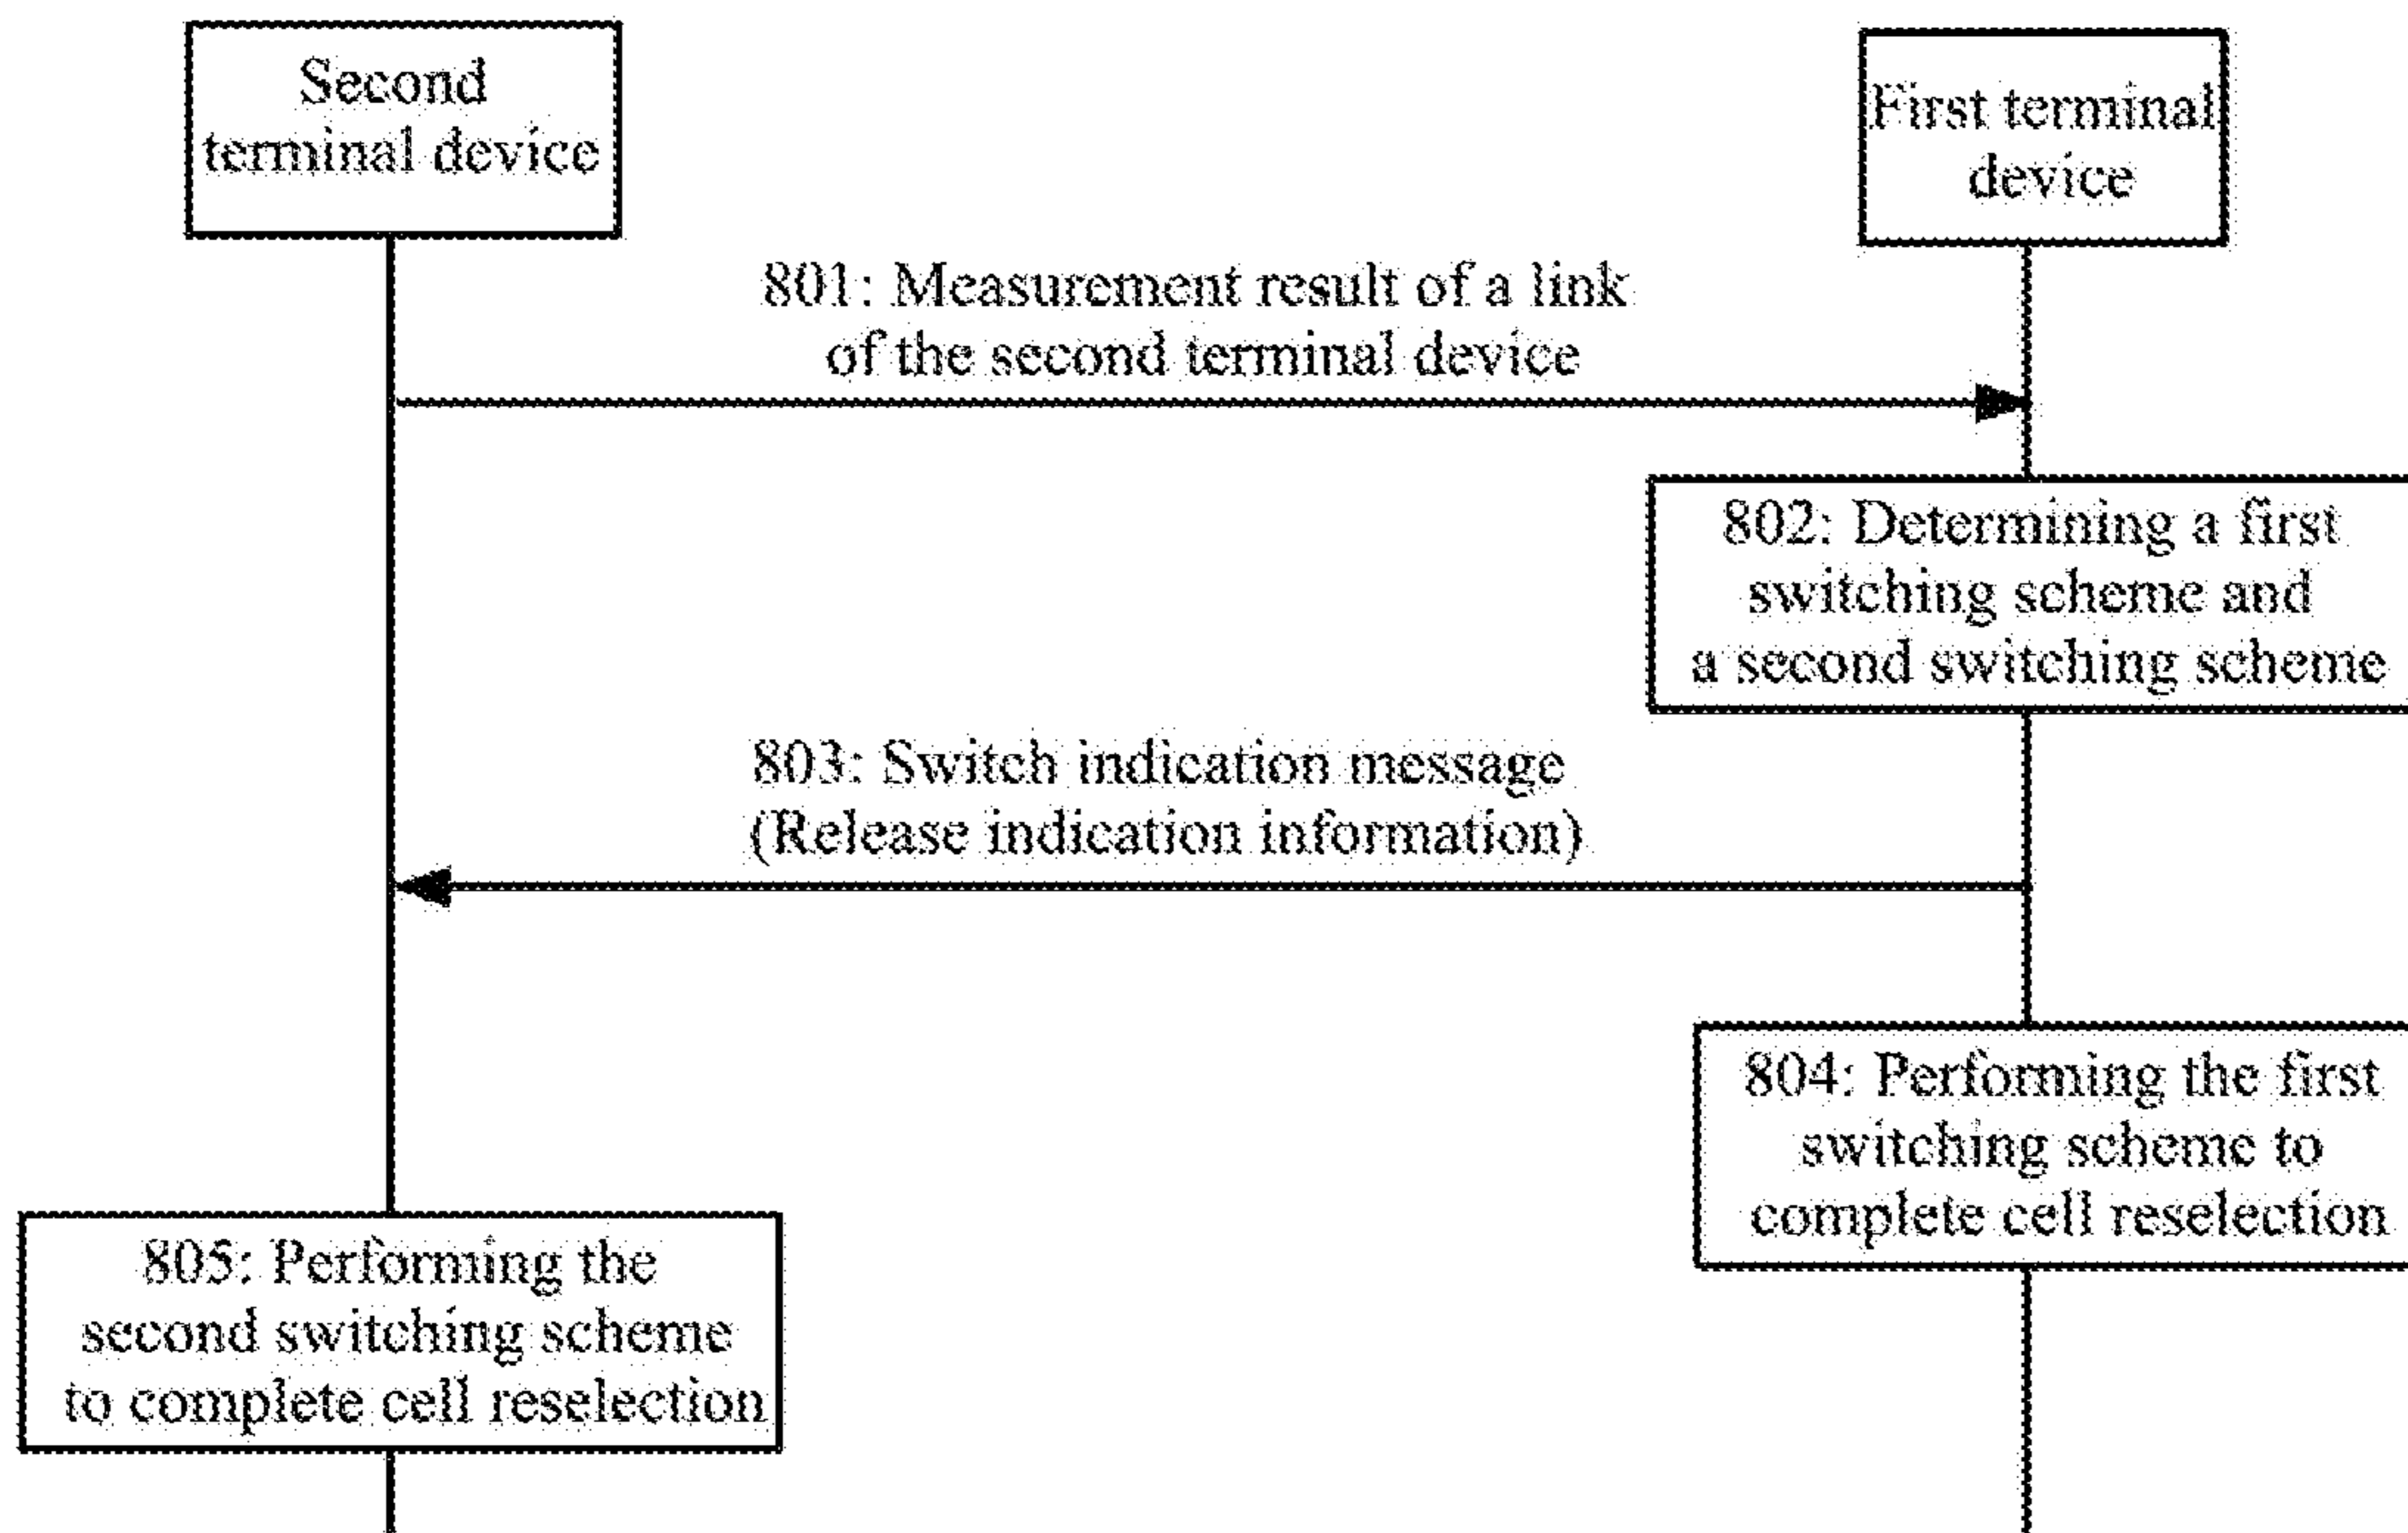 Second
terminal device
First terminal
device
801: Measurement result of a link
of the second terminal device
802: Determining a first
switching scheme and
a second switching scheme
803: Switch indication message
(Release indication information)
804: Performing the first
switching scheme to
complete cell reselection
805: Performing the
second switching scheme
to complete cell reselection